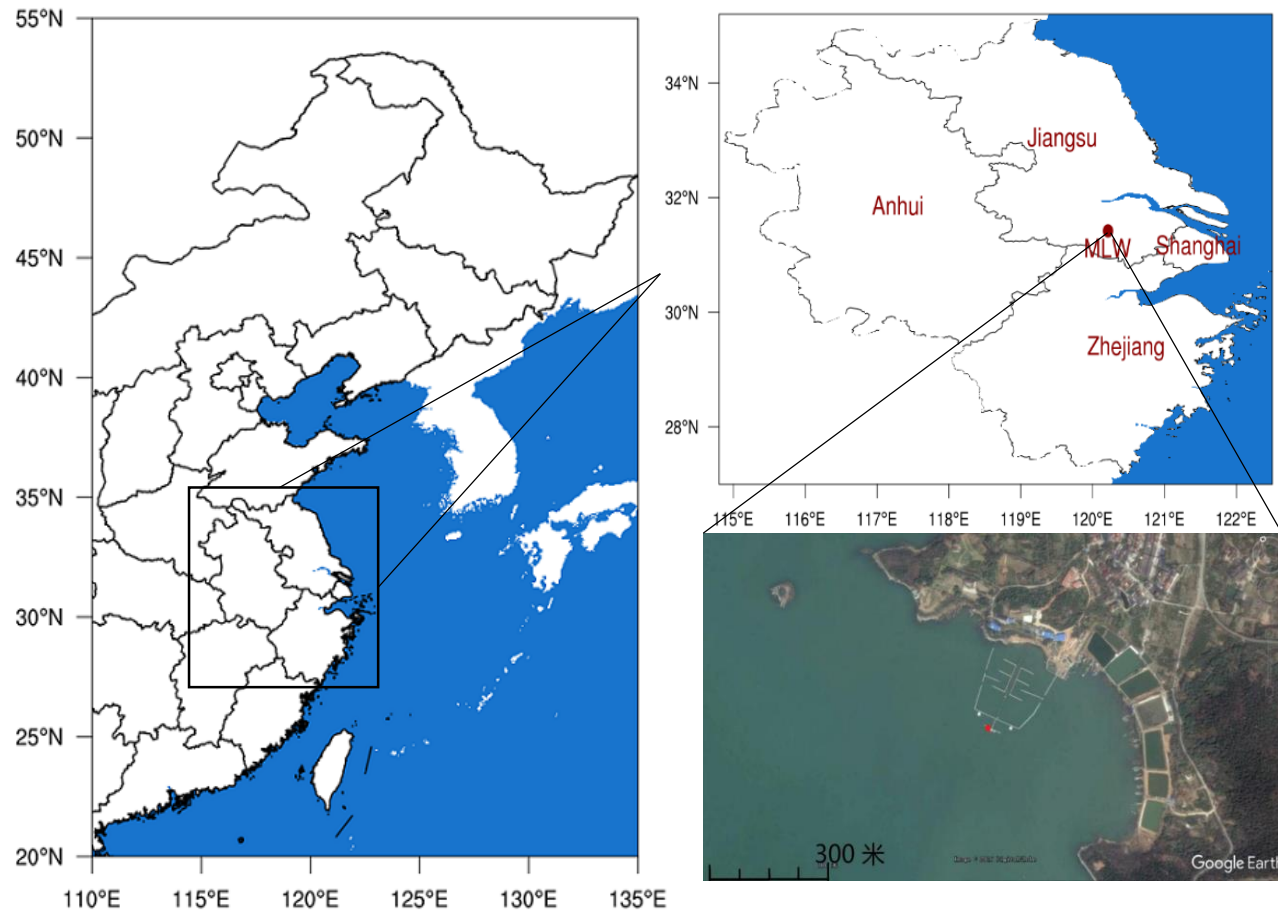 55°N
50°N
45°N
40°N
35°N
30°N
25°N
20°N
110°E 115°E 120°E 125°E 130°E 135°E
34°N
32°N
30°N
28°N
115°E 116°E 117°E 118°E 119°E 120°E 121°E 122°E
Jiangsu
Anhui
MLW
Shanghai
Zhejiang
300 米
Google Earth